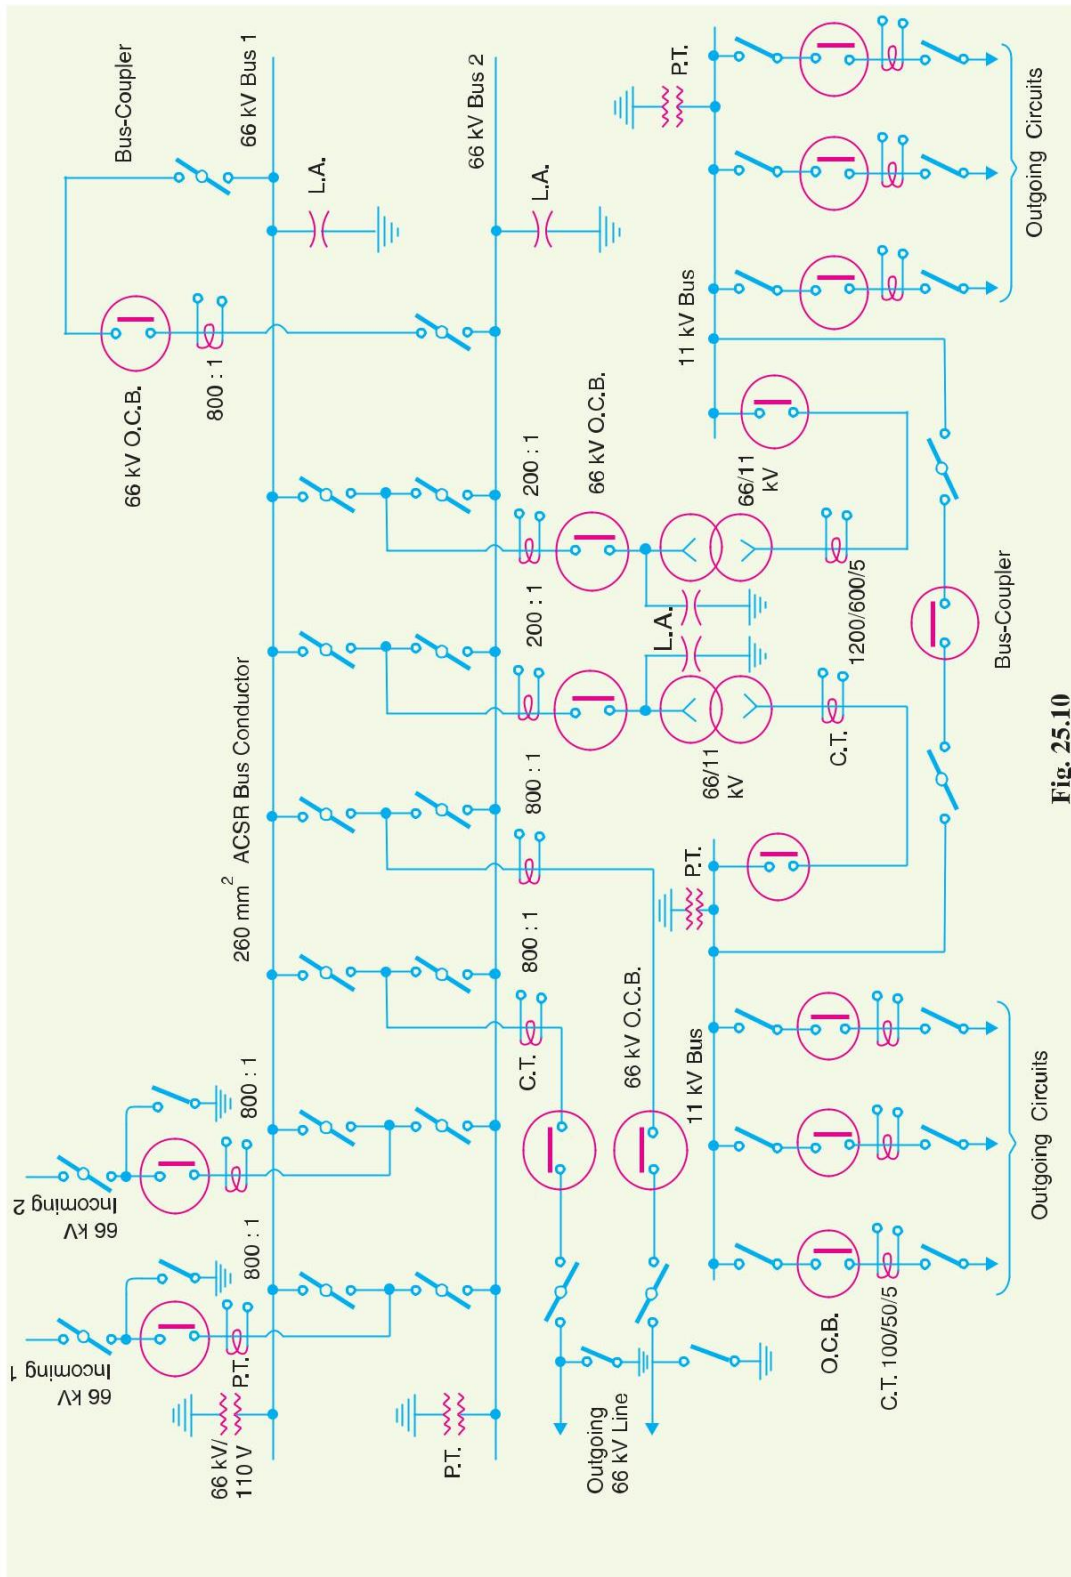 66 kV
Incoming 1
66 kV
Incoming 2
800 : 1
800 : 1
66 kV/
110 V
P.T.
P.T.
260 mm2 ACSR Bus Conductor
66 kV O.C.B.
800 : 1
Bus-Coupler
66 kV Bus 1
L.A.
66 kV Bus 2
L.A.
C.T.
800 : 1
800 : 1
200 : 1
200 : 1
66 kV O.C.B.
66 kV O.C.B.
Outgoing
66 kV Line
L.A.
66/11
kV
66/11
kV
C.T.
1200/600/5
11 kV Bus
P.T.
11 kV Bus
P.T.
O.C.B.
C.T. 100/50/5
Outgoing Circuits
Bus-Coupler
Outgoing Circuits
Fig. 25.10